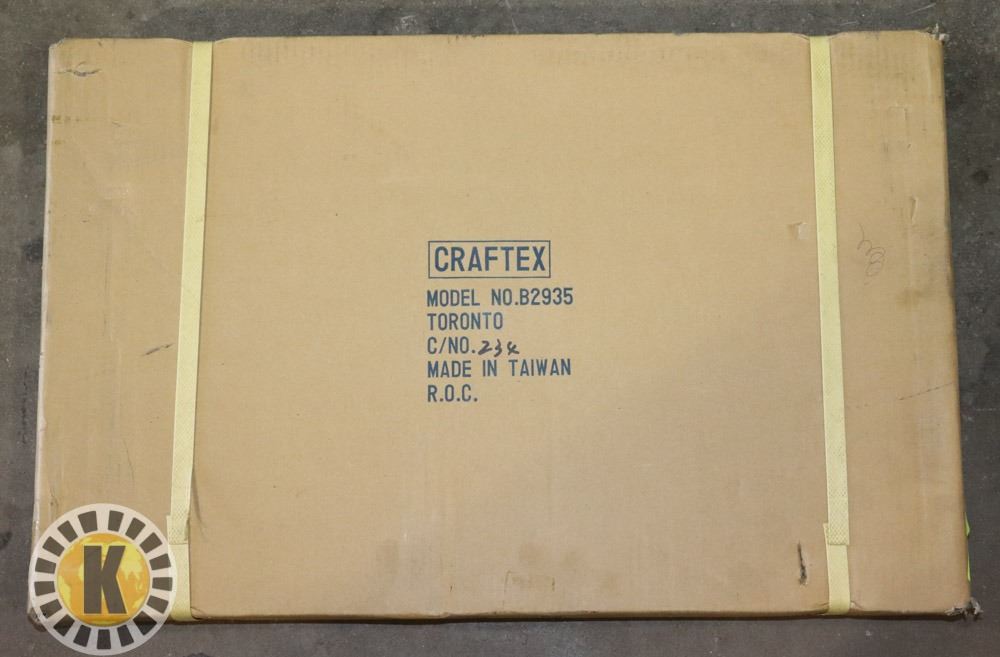 CRAFTEX
MODEL NO.B2935
TORONTO
C/NO.234
MADE IN TAIWAN
R.O.C.
K